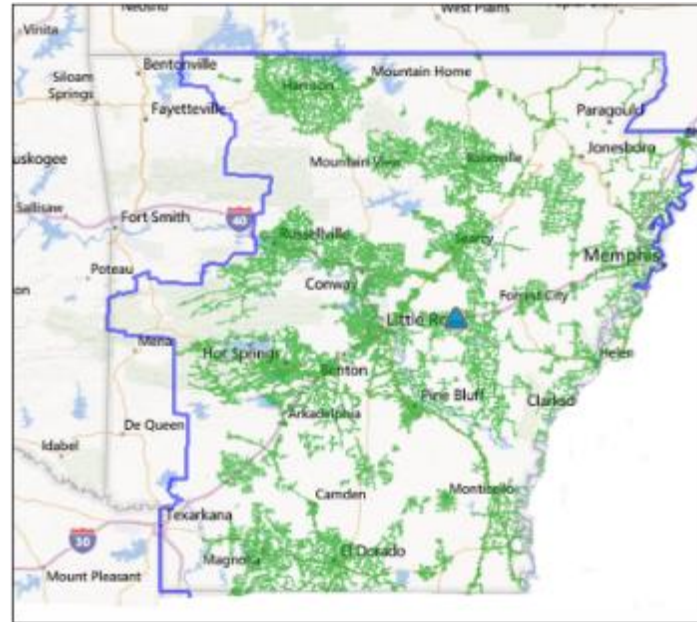 Neosho
West Plains
Vinita
Bentonville
Siloam
Springs
Harrison
Mountain Home
Fayetteville
Paragould
Jonesboro
uskogee
Mountain View
Batesville
Sallisaw
Fort Smith
40
Russellville
Searcy
Memphis
Poteau
Conway
Forrest City
Little Ro
Mena
Hot Springs
Benton
Helen
Pine Bluff
Clarksd
Arkadelphia
De Queen
Idabel
Camden
Monticello
Texarkana
30
Magnolia
El Dorado
Mount Pleasant